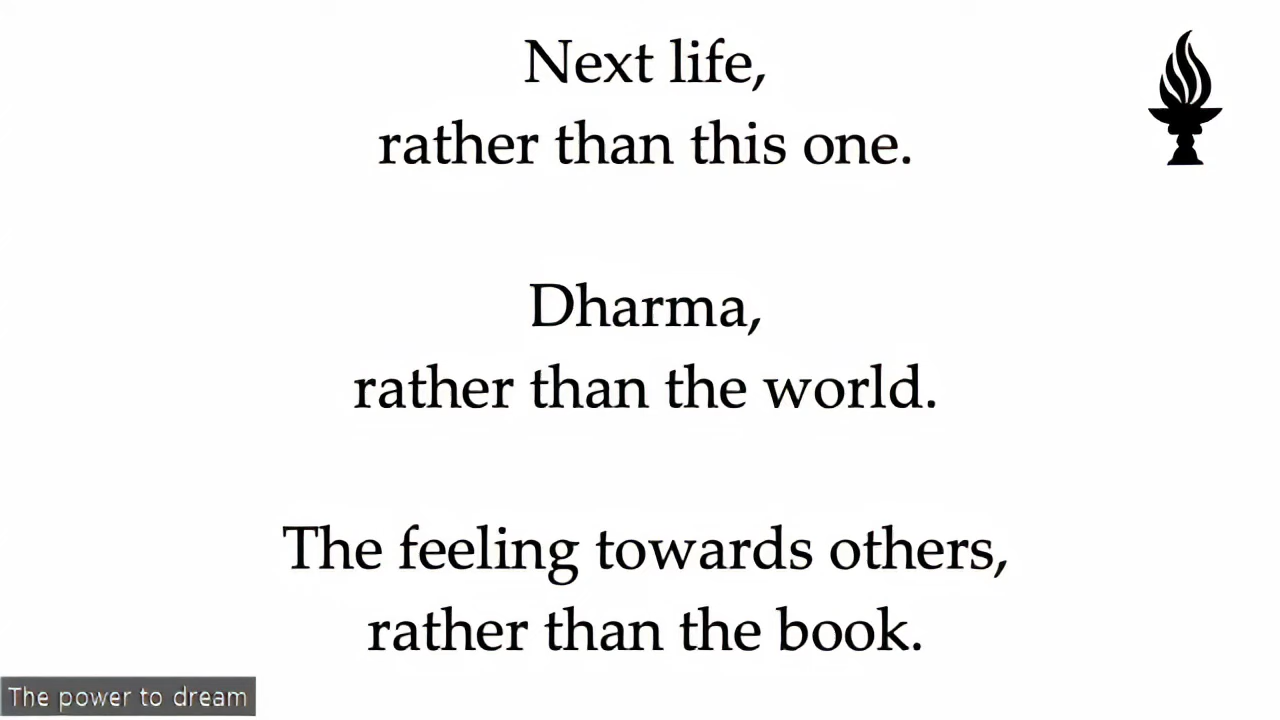 Next life,
rather than this one.
Dharma,
rather than the world.
The feeling towards others,
rather than the book.
The power to dream